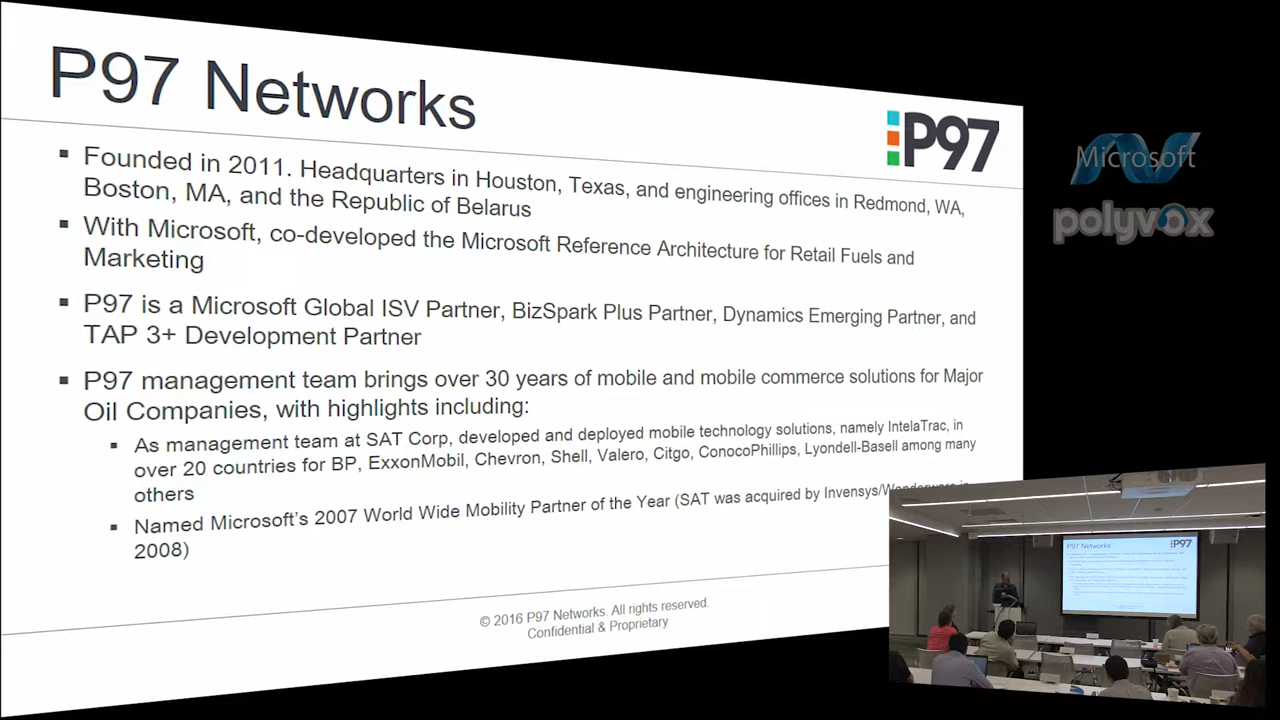 P97 Networks
P97
Microsoft
polyvox
▪ Founded in 2011. Headquarters in Houston, Texas, and engineering offices in Redmond, WA,
Boston, MA, and the Republic of Belarus
▪ With Microsoft, co-developed the Microsoft Reference Architecture for Retail Fuels and
Marketing
▪ P97 is a Microsoft Global ISV Partner, BizSpark Plus Partner, Dynamics Emerging Partner, and
TAP 3+ Development Partner
▪ P97 management team brings over 30 years of mobile and mobile commerce solutions for Major
Oil Companies, with highlights including:
▪ As management team at SAT Corp, developed and deployed mobile technology solutions, namely IntelaTrac, in
over 20 countries for BP, ExxonMobil, Chevron, Shell, Valero, Citgo, ConocoPhillips, Lyondell-Basell among many
others
▪ Named Microsoft's 2007 World Wide Mobility Partner of the Year (SAT was acquired by Invensys/Wonderware in
2008)
© 2016 P97 Networks. All rights reserved.
Confidential & Proprietary
P97 Networks
P97